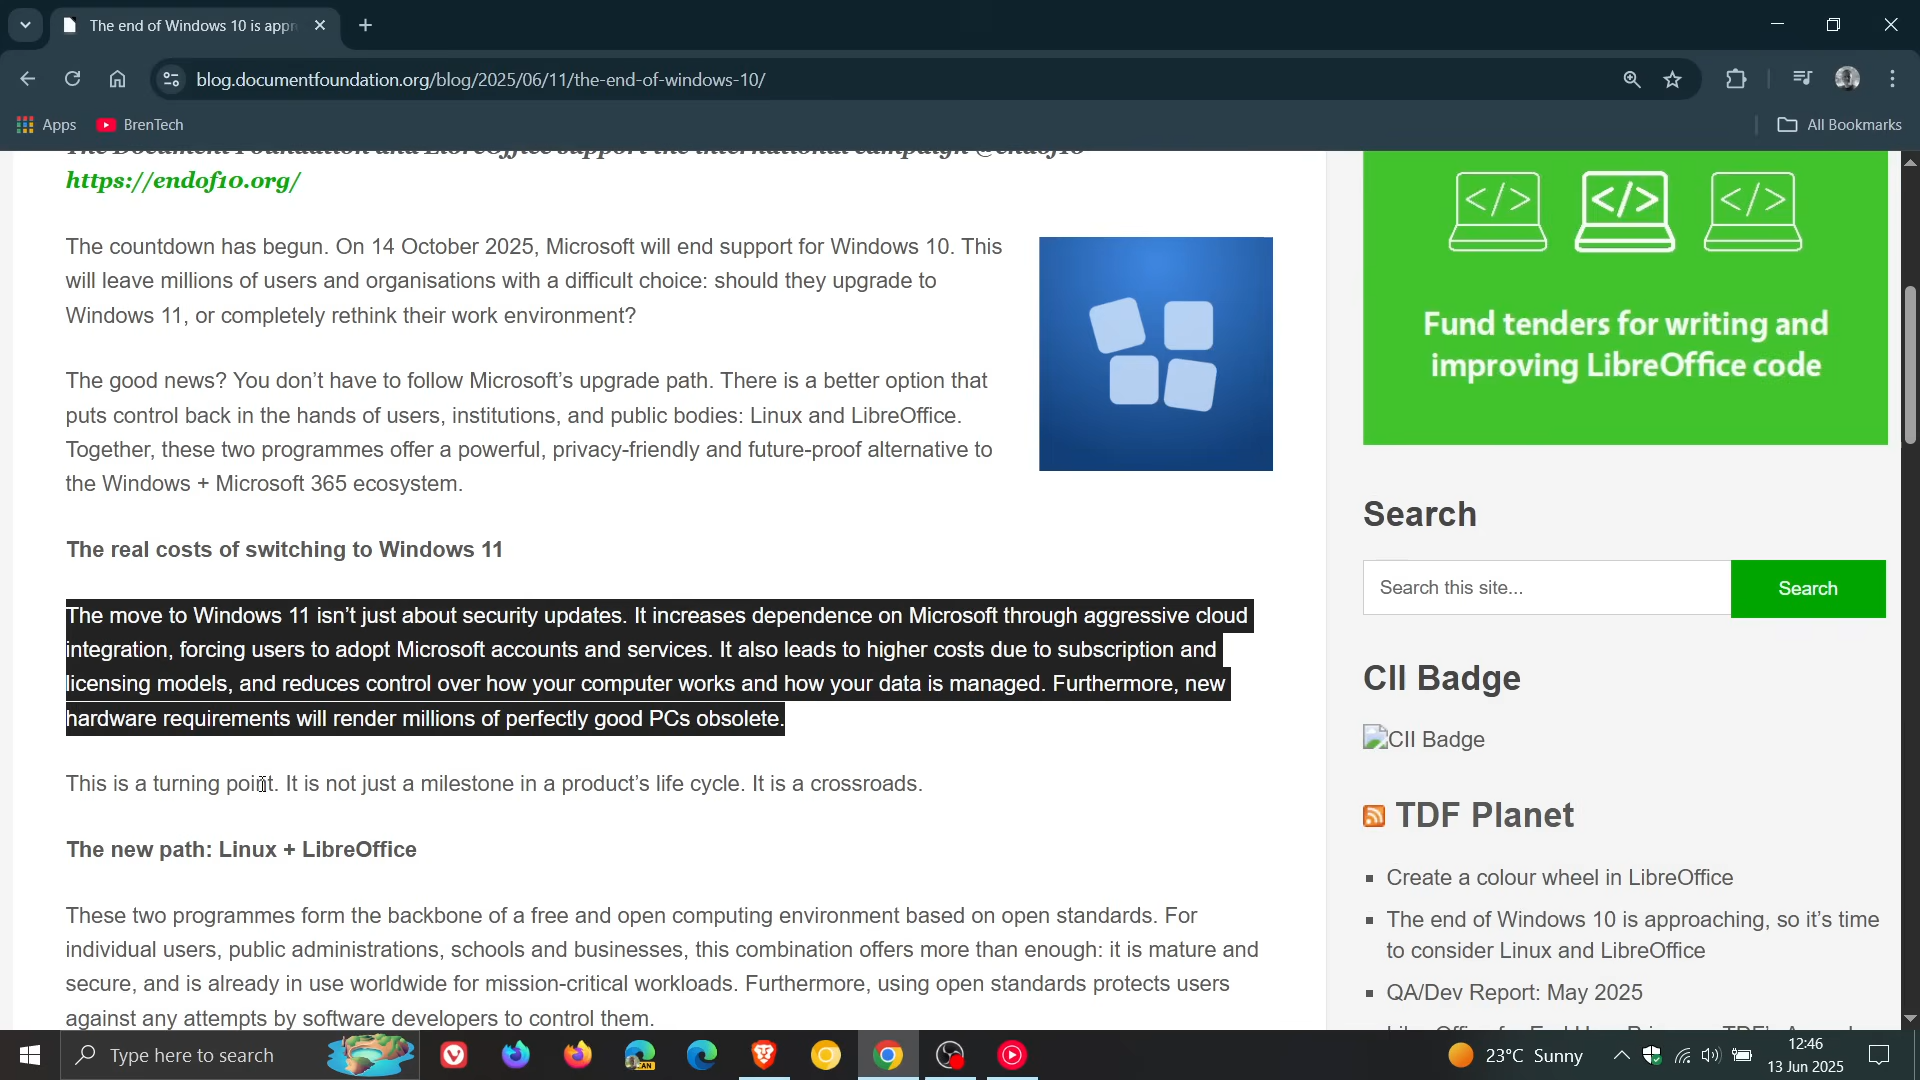 The end of Windows 10 is appr
blog.documentfoundation.org/blog/2025/06/11/the-end-of-windows-10/
Apps
BrenTech
All Bookmarks
The Document Foundation and LibreOffice support the international campaign @endof10
https://endof10.org/
The countdown has begun. On 14 October 2025, Microsoft will end support for Windows 10. This
will leave millions of users and organisations with a difficult choice: should they upgrade to
Windows 11, or completely rethink their work environment?
The good news? You don’t have to follow Microsoft’s upgrade path. There is a better option that
puts control back in the hands of users, institutions, and public bodies: Linux and LibreOffice.
Together, these two programmes offer a powerful, privacy-friendly and future-proof alternative to
the Windows + Microsoft 365 ecosystem.
The real costs of switching to Windows 11
The move to Windows 11 isn’t just about security updates. It increases dependence on Microsoft through aggressive cloud
integration, forcing users to adopt Microsoft accounts and services. It also leads to higher costs due to subscription and
licensing models, and reduces control over how your computer works and how your data is managed. Furthermore, new
hardware requirements will render millions of perfectly good PCs obsolete.
This is a turning point. It is not just a milestone in a product’s life cycle. It is a crossroads.
The new path: Linux + LibreOffice
These two programmes form the backbone of a free and open computing environment based on open standards. For
individual users, public administrations, schools and businesses, this combination offers more than enough: it is mature and
secure, and is already in use worldwide for mission-critical workloads. Furthermore, using open standards protects users
against any attempts by software developers to control them.
</>
</>
</>
Fund tenders for writing and
improving LibreOffice code
Search
Search this site...
Search
CII Badge
CII Badge
TDF Planet
Create a colour wheel in LibreOffice
The end of Windows 10 is approaching, so it’s time
to consider Linux and LibreOffice
QA/Dev Report: May 2025
Type here to search
CAN
23°C Sunny
12:46
13 Jun 2025